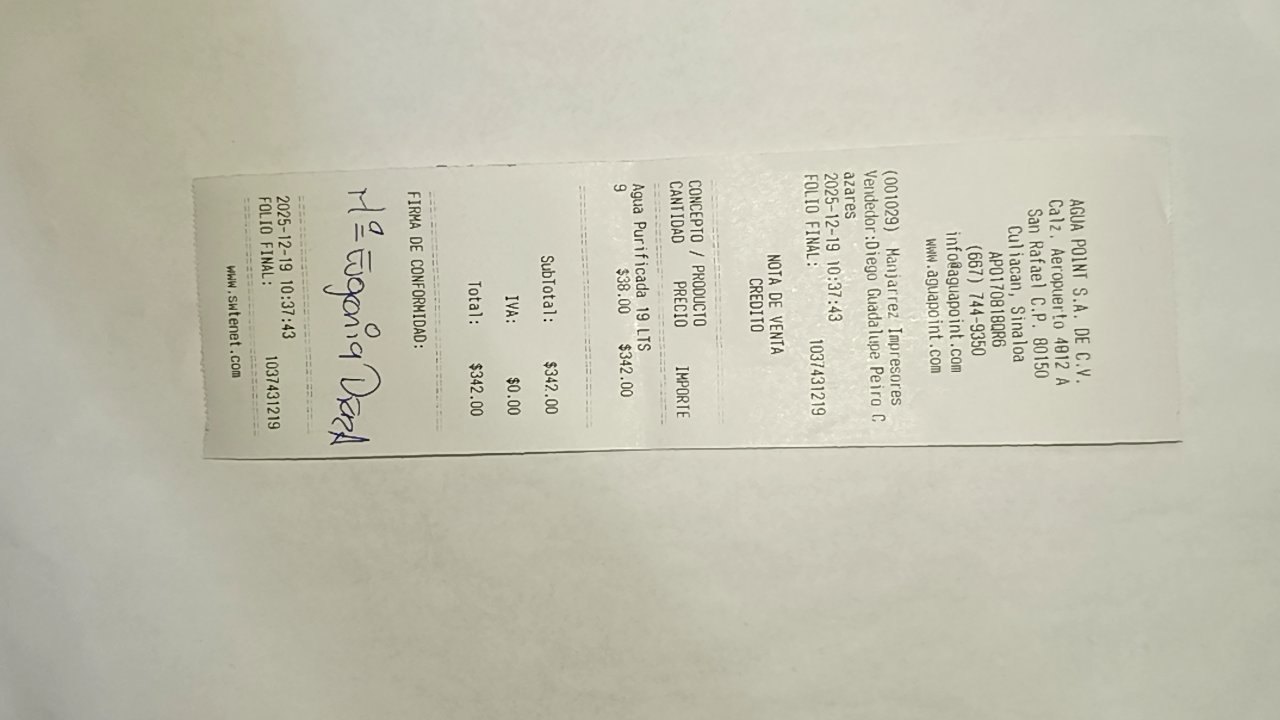 AGUA POINT S.A. DE C.V.
Calz. Aeropuerto 4812 A
San Rafael C.P. 80150
Culiacan, Sinaloa
APO170818QR6
(667) 744-9350
info@aguapoint.com
www.aguapoint.com
(001029) Manjarrez Impresores
Vendedor:Diego Guadalupe Peiro C
azares
2025-12-19 10:37:43
FOLIO FINAL: 1037431219
NOTA DE VENTA
CREDITO
CONCEPTO / PRODUCTO
CANTIDAD PRECIO IMPORTE
Agua Purificada 19 LTS
9 $38.00 $342.00
SubTotal: $342.00
IVA: $0.00
Total: $342.00
FIRMA DE CONFORMIDAD:
Mª Eugenia
2025-12-19 10:37:43
FOLIO FINAL: 1037431219
www.swtenet.com